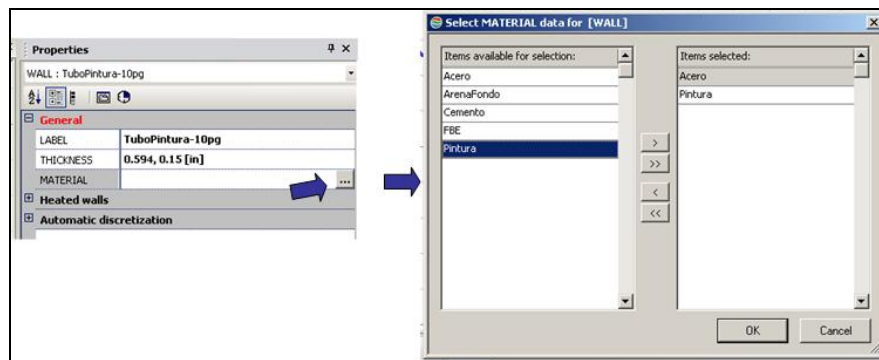 Properties
WALL : TuboPintura-10pg
General
LABEL TuboPintura-10pg
THICKNESS 0.594, 0.15 [in]
MATERIAL ...
Heated walls
Automatic discretization
Select MATERIAL data for [WALL]
Items available for selection:
Acero
ArenaFondo
Cemento
FBE
Pintura
>
>>
<
<<
Items selected:
Acero
Pintura
OK Cancel